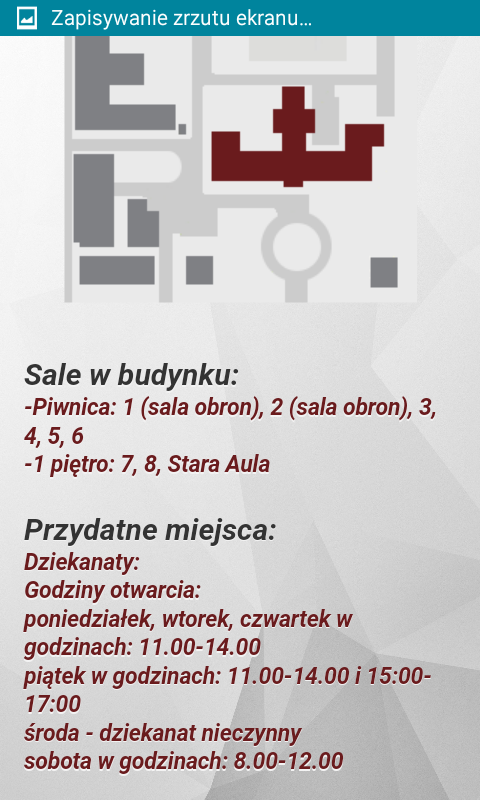 Zapisywanie zrzutu ekranu...
Sale w budynku:
-Piwnica: 1 (sala obron), 2 (sala obron), 3,
4, 5, 6
-1 piętro: 7, 8, Stara Aula
Przydatne miejsca:
Dziekanaty:
Godziny otwarcia:
poniedziałek, wtorek, czwartek w
godzinach: 11.00-14.00
piątek w godzinach: 11.00-14.00 i 15:00-
17:00
środa - dziekanat nieczynny
sobota w godzinach: 8.00-12.00